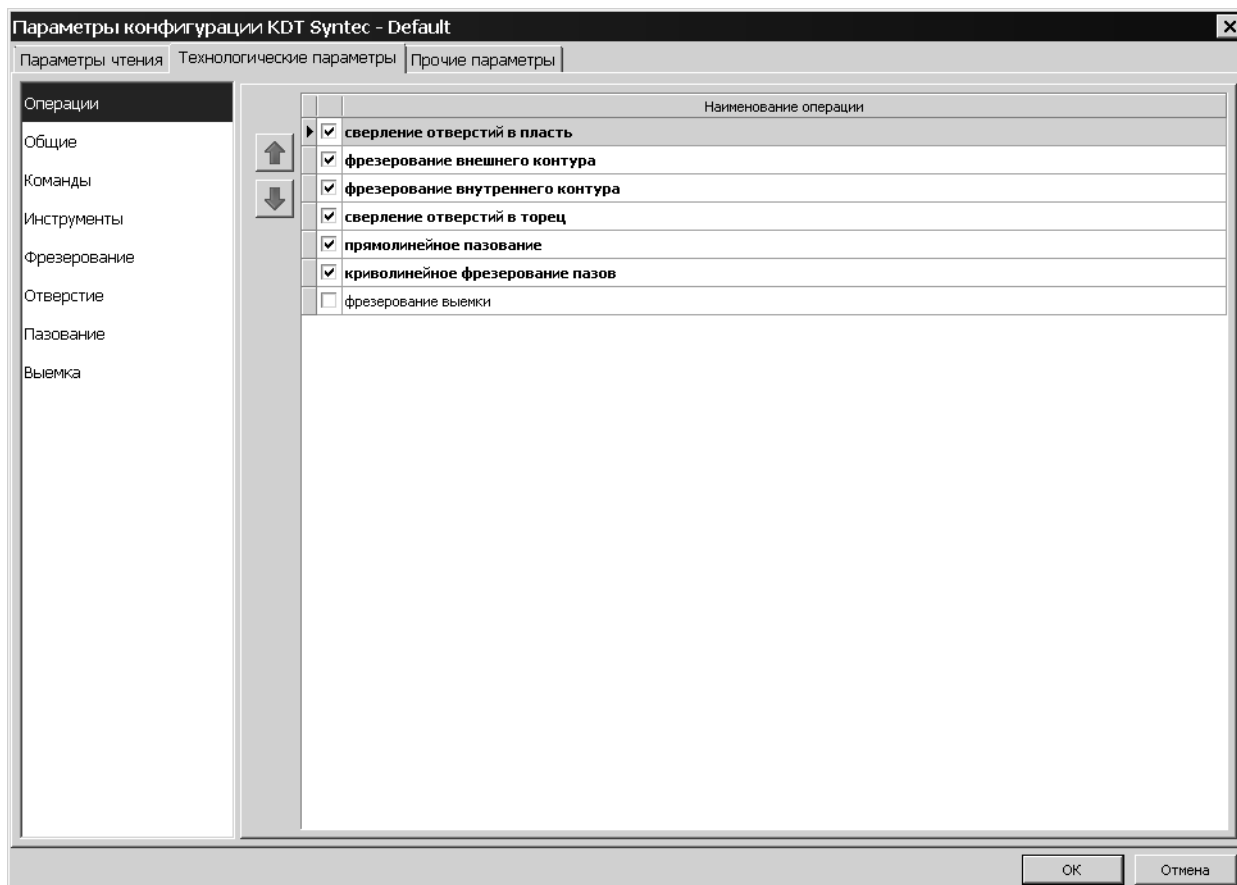 Параметры конфигурации KDT Syntec - Default
Параметры чтения Технологические параметры Прочие параметры
Операции
Общие
Команды
Инструменты
Фрезерование
Отверстие
Пазование
Выемка
Наименование операции
сверление отверстий в пласть
фрезерование внешнего контура
фрезерование внутреннего контура
сверление отверстий в торец
прямолинейное пазование
криволинейное фрезерование пазов
фрезерование выемки
ОК Отмена